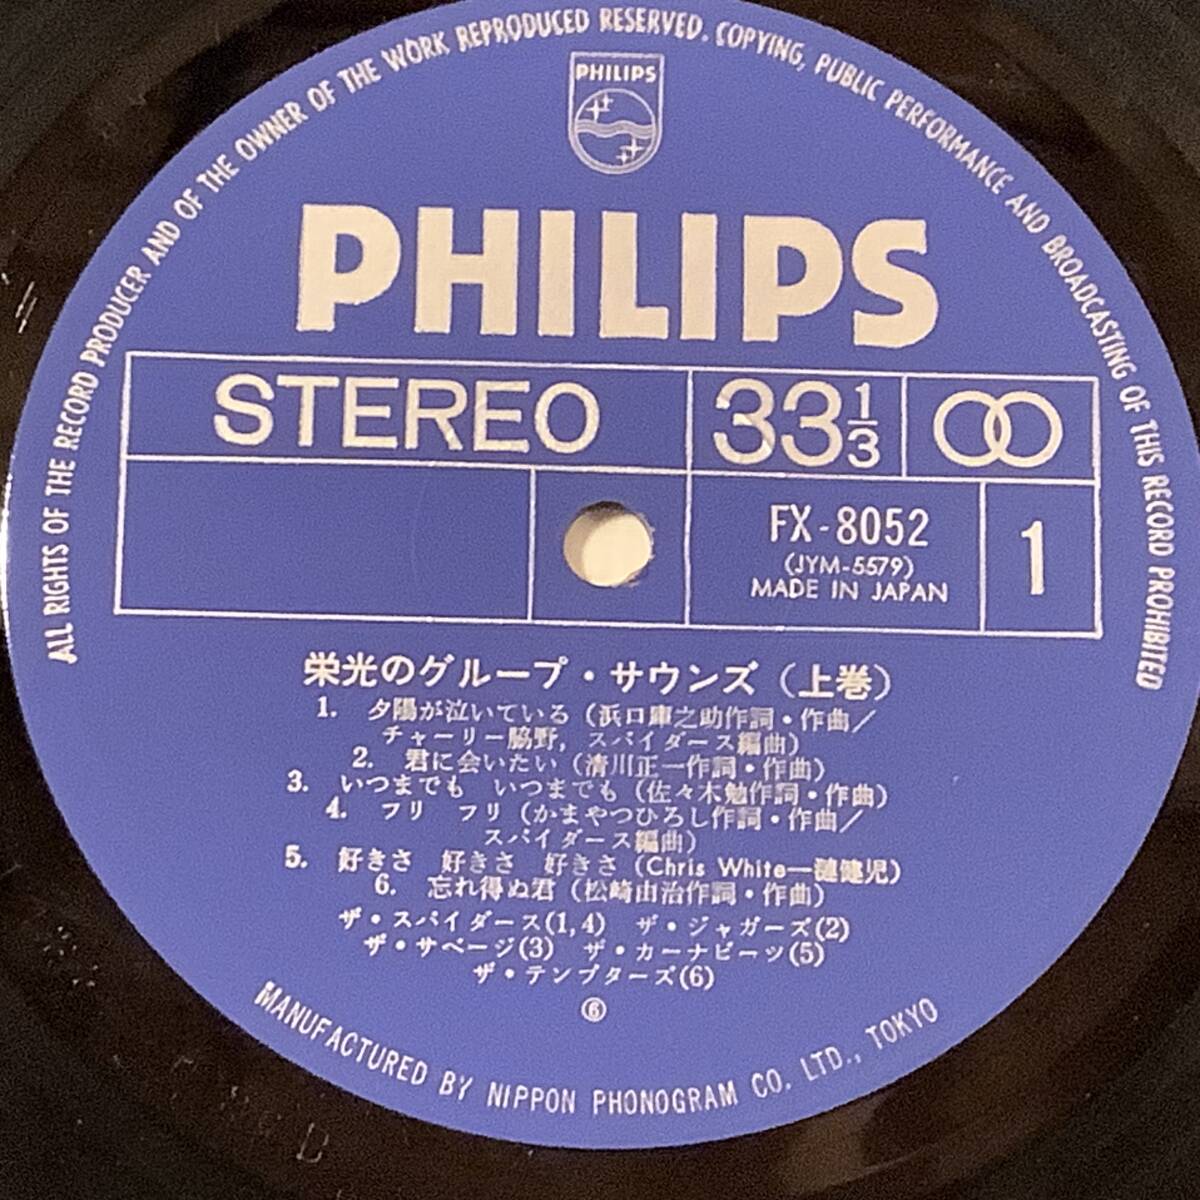 ALL RIGHTS OF THE RECORD PRODUCER AND OF THE OWNER OF THE WORK REPRODUCED RESERVED. COPYING, PUBLIC PERFORMANCE AND BROADCASTING OF THIS RECORD PROHIBITED
PHILIPS
PHILIPS
STEREO 33 1/3
FX-8052 1
(JYM-5579)
MADE IN JAPAN
栄光のグループ・サウンズ（上巻）
1. 夕陽が泣いている（浜口庫之助作詞・作曲／
チャーリー脇野, スパイダース編曲）
2. 君に会いたい（清川正一作詞・作曲）
3. いつまでも いつまでも（佐々木勉作詞・作曲）
4. フリ フリ（かまやつひろし作詞・作曲／
スパイダース編曲）
5. 好きさ 好きさ 好きさ（Chris White—漣健児）
6. 忘れ得ぬ君（松崎由治作詞・作曲）
ザ・スパイダース(1,4) ザ・ジャガーズ(2)
ザ・サベージ(3) ザ・カーナビーツ(5)
ザ・テンプターズ(6)
⑥
MANUFACTURED BY NIPPON PHONOGRAM CO. LTD., TOKYO